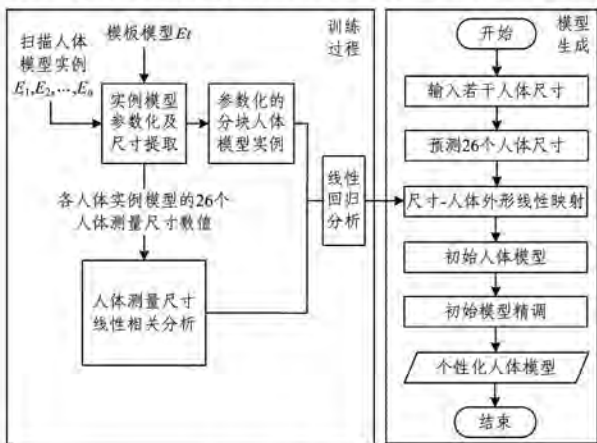 扫描人体
模型实例
E1,E2,…,En
模板模型Et
训练
过程
实例模型
参数化及
尺寸提取
参数化的
分块人体
模型实例
各人体实例模型的26个
人体测量尺寸数值
线性
回归
分析
人体测量尺寸
线性相关分析
模型
生成
开始
输入若干人体尺寸
预测26个人体尺寸
尺寸-人体外形线性映射
初始人体模型
初始模型精调
个性化人体模型
结束